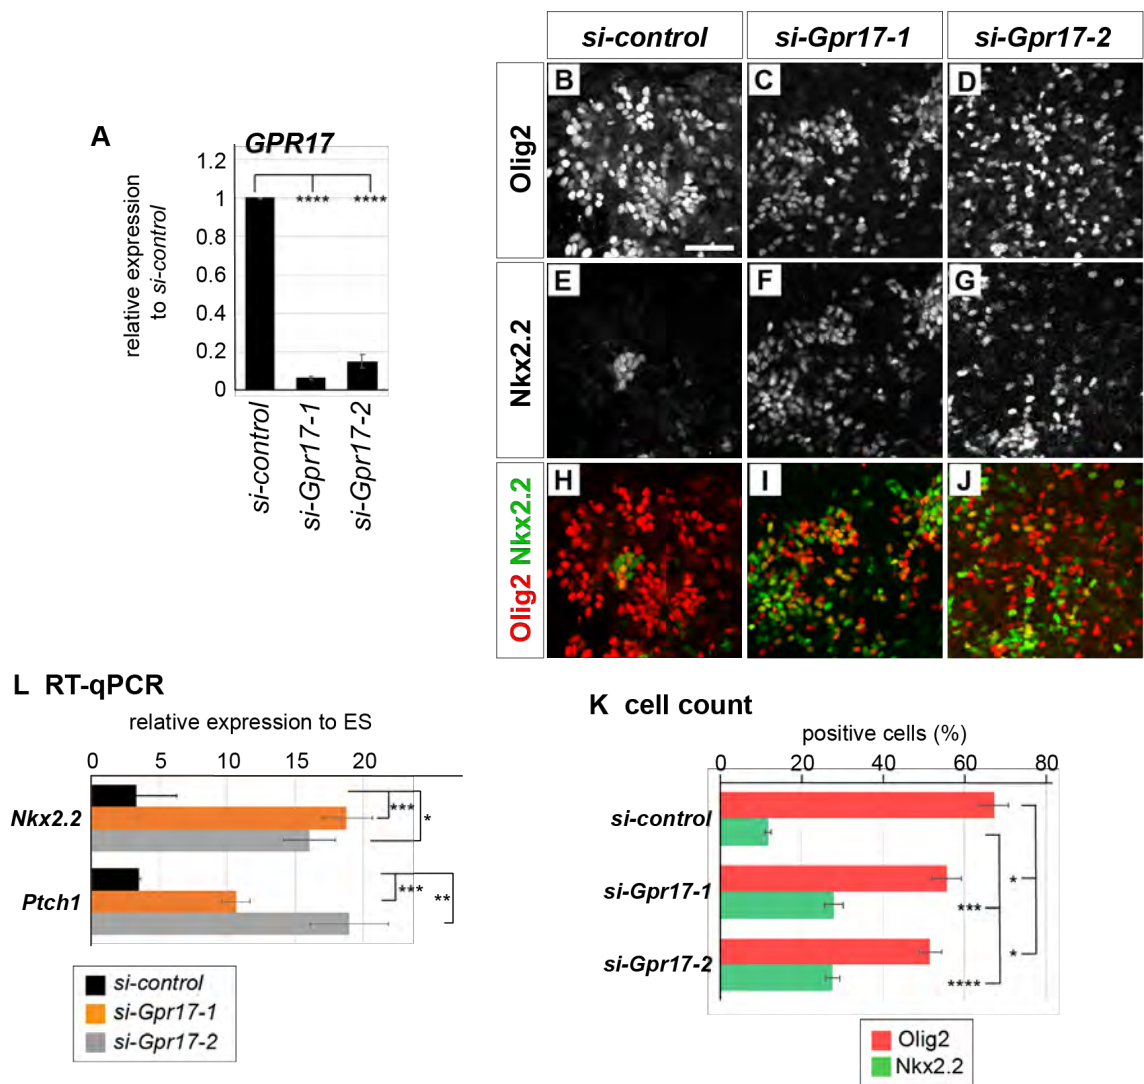 si-control si-Gpr17-1 si-Gpr17-2
A
GPR17
relative expression
to si-control
1.2
1
0.8
0.6
0.4
0.2
0
**** ****
si-control
si-Gpr17-1
si-Gpr17-2
Olig2
B C D
Nkx2.2
E F G
Olig2 Nkx2.2
H I J
L RT-qPCR
relative expression to ES
0 5 10 15 20
Nkx2.2
*** *
Ptch1
*** **
si-control
si-Gpr17-1
si-Gpr17-2
K cell count
positive cells (%)
0 20 40 60 80
si-control
si-Gpr17-1
*
***
si-Gpr17-2
*
****
Olig2
Nkx2.2